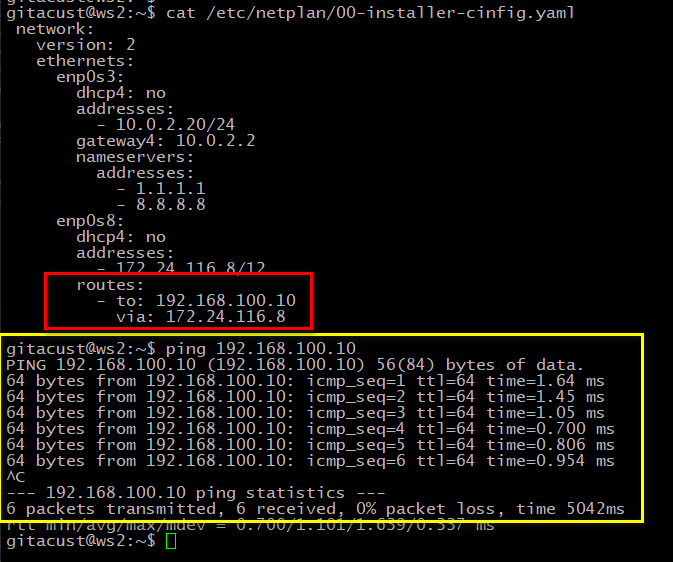 gitacust@ws2:~$ cat /etc/netplan/00-installer-cinfig.yaml
network:
version: 2
ethernets:
enp0s3:
dhcp4: no
addresses:
- 10.0.2.20/24
gateway4: 10.0.2.2
nameservers:
addresses:
- 1.1.1.1
- 8.8.8.8
enp0s8:
dhcp4: no
addresses:
- 172.24.116.8/12
routes:
- to: 192.168.100.10
via: 172.24.116.8
gitacust@ws2:~$ ping 192.168.100.10
PING 192.168.100.10 (192.168.100.10) 56(84) bytes of data.
64 bytes from 192.168.100.10: icmp_seq=1 ttl=64 time=1.64 ms
64 bytes from 192.168.100.10: icmp_seq=2 ttl=64 time=1.45 ms
64 bytes from 192.168.100.10: icmp_seq=3 ttl=64 time=1.05 ms
64 bytes from 192.168.100.10: icmp_seq=4 ttl=64 time=0.700 ms
64 bytes from 192.168.100.10: icmp_seq=5 ttl=64 time=0.806 ms
64 bytes from 192.168.100.10: icmp_seq=6 ttl=64 time=0.954 ms
^C
--- 192.168.100.10 ping statistics ---
6 packets transmitted, 6 received, 0% packet loss, time 5042ms
rtt min/avg/max/mdev = 0.700/1.101/1.639/0.337 ms
gitacust@ws2:~$